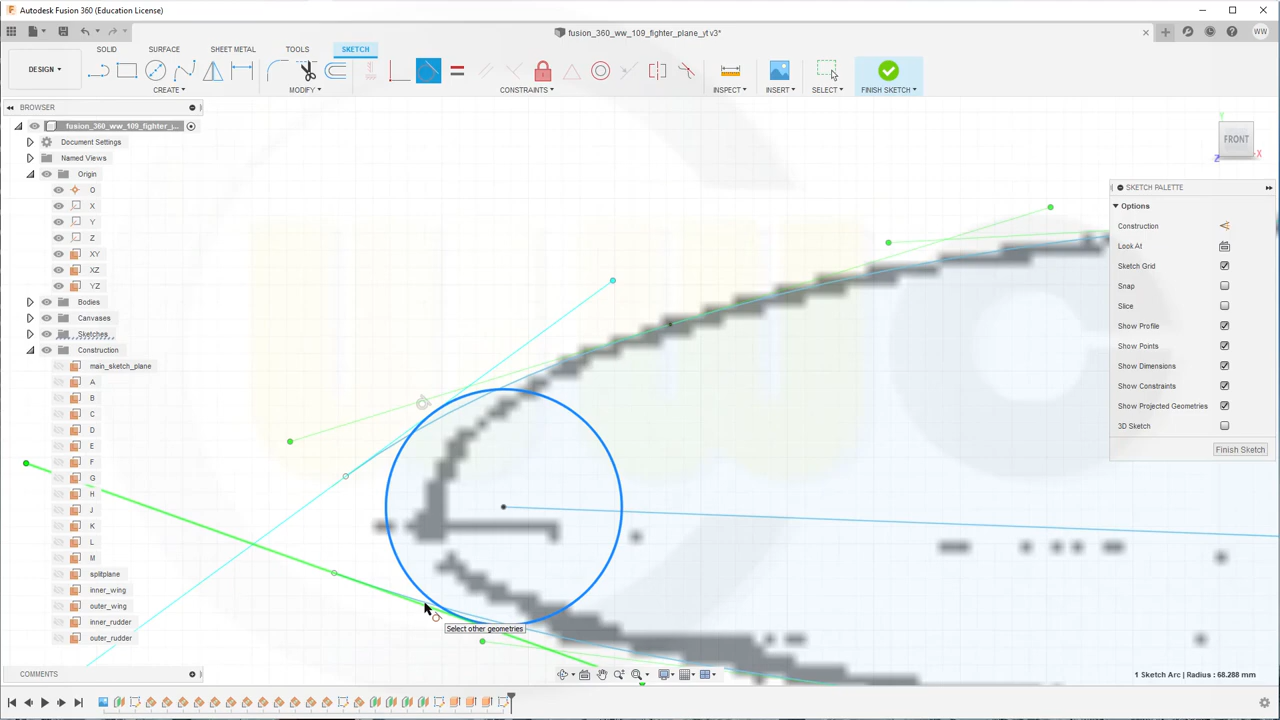 Autodesk Fusion 360 (Education License)
fusion_360_ww_109_fighter_plane_yt v3*
WW
SOLID SURFACE SHEET METAL TOOLS SKETCH
DESIGN
CREATE MODIFY CONSTRAINTS INSPECT INSERT SELECT FINISH SKETCH
BROWSER
fusion_360_ww_109_fighter_p...
Document Settings
Named Views
Origin
O
X
Y
Z
XY
XZ
YZ
Bodies
Canvases
Sketches
Construction
main_sketch_plane
A
B
C
D
E
F
G
H
J
K
L
M
splitplane
inner_wing
outer_wing
inner_rudder
outer_rudder
COMMENTS
Y
FRONT
X
Z
SKETCH PALETTE
Options
Construction
Look At
Sketch Grid
Snap
Slice
Show Profile
Show Points
Show Dimensions
Show Constraints
Show Projected Geometries
3D Sketch
Finish Sketch
Select other geometries
1 Sketch Arc | Radius : 68.288 mm